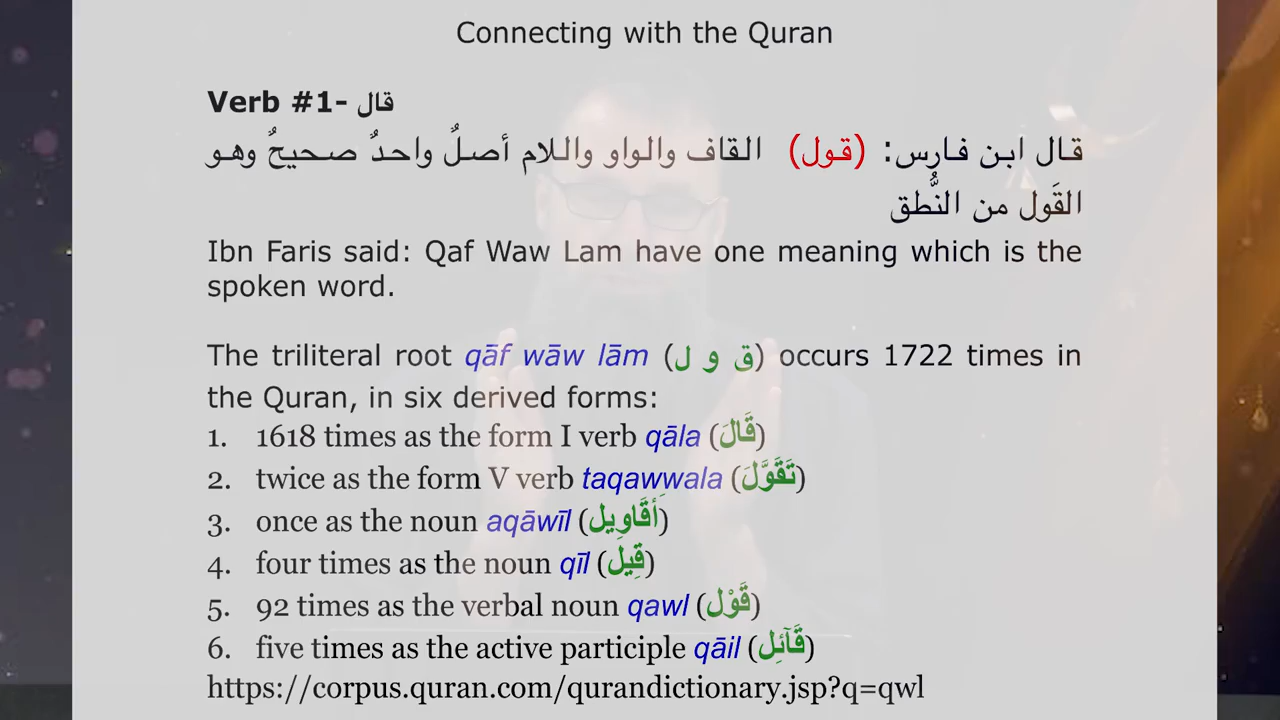 Connecting with the Quran
Verb #1- قال
قال ابن فارس: (قول) القاف والواو واللام أصلٌ واحدٌ صحيحٌ وهو
القَول من النُّطق
Ibn Faris said: Qaf Waw Lam have one meaning which is the
spoken word.
The triliteral root qāf wāw lām (ق و ل) occurs 1722 times in
the Quran, in six derived forms:
1. 1618 times as the form I verb qāla (قَالَ)
2. twice as the form V verb taqawwala (تَقَوَّلَ)
3. once as the noun aqāwīl (أَقَاوِيل)
4. four times as the noun qīl (قِيل)
5. 92 times as the verbal noun qawl (قَوْل)
6. five times as the active participle qāil (قَآئِل)
https://corpus.quran.com/qurandictionary.jsp?q=qwl